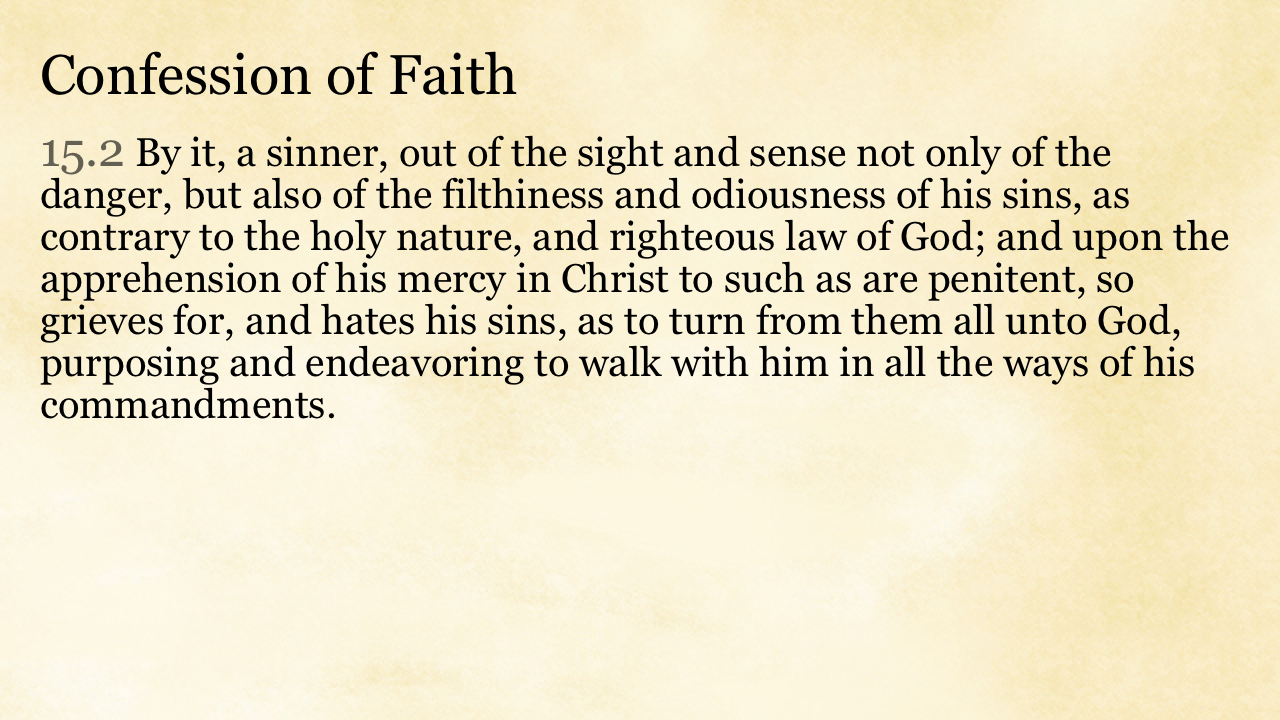 Confession of Faith
15.2 By it, a sinner, out of the sight and sense not only of the
danger, but also of the filthiness and odiousness of his sins, as
contrary to the holy nature, and righteous law of God; and upon the
apprehension of his mercy in Christ to such as are penitent, so
grieves for, and hates his sins, as to turn from them all unto God,
purposing and endeavoring to walk with him in all the ways of his
commandments.